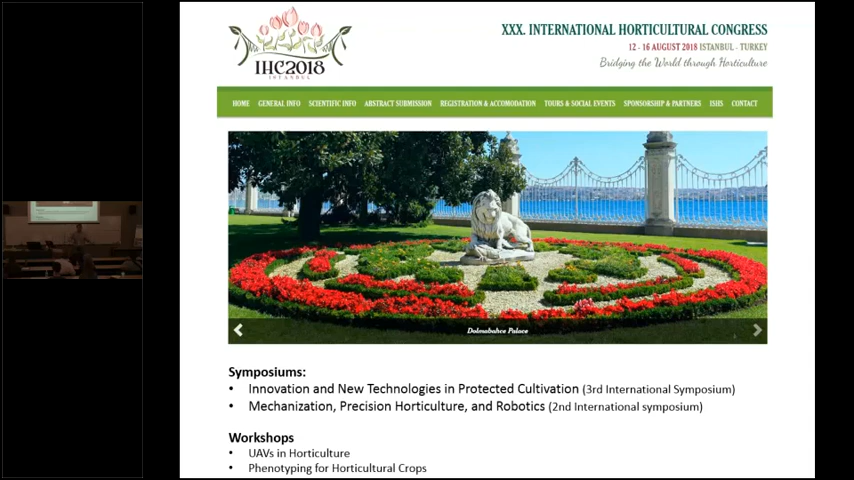 IHC2018
ISTANBUL
XXX. INTERNATIONAL HORTICULTURAL CONGRESS
12 - 16 AUGUST 2018 ISTANBUL - TURKEY
Bridging the World through Horticulture
HOME GENERAL INFO SCIENTIFIC INFO ABSTRACT SUBMISSION REGISTRATION & ACCOMODATION TOURS & SOCIAL EVENTS SPONSORSHIP & PARTNERS ISHS CONTACT
Dolmabahce Palace
Symposiums:
• Innovation and New Technologies in Protected Cultivation (3rd International Symposium)
• Mechanization, Precision Horticulture, and Robotics (2nd International symposium)
Workshops
• UAVs in Horticulture
• Phenotyping for Horticultural Crops